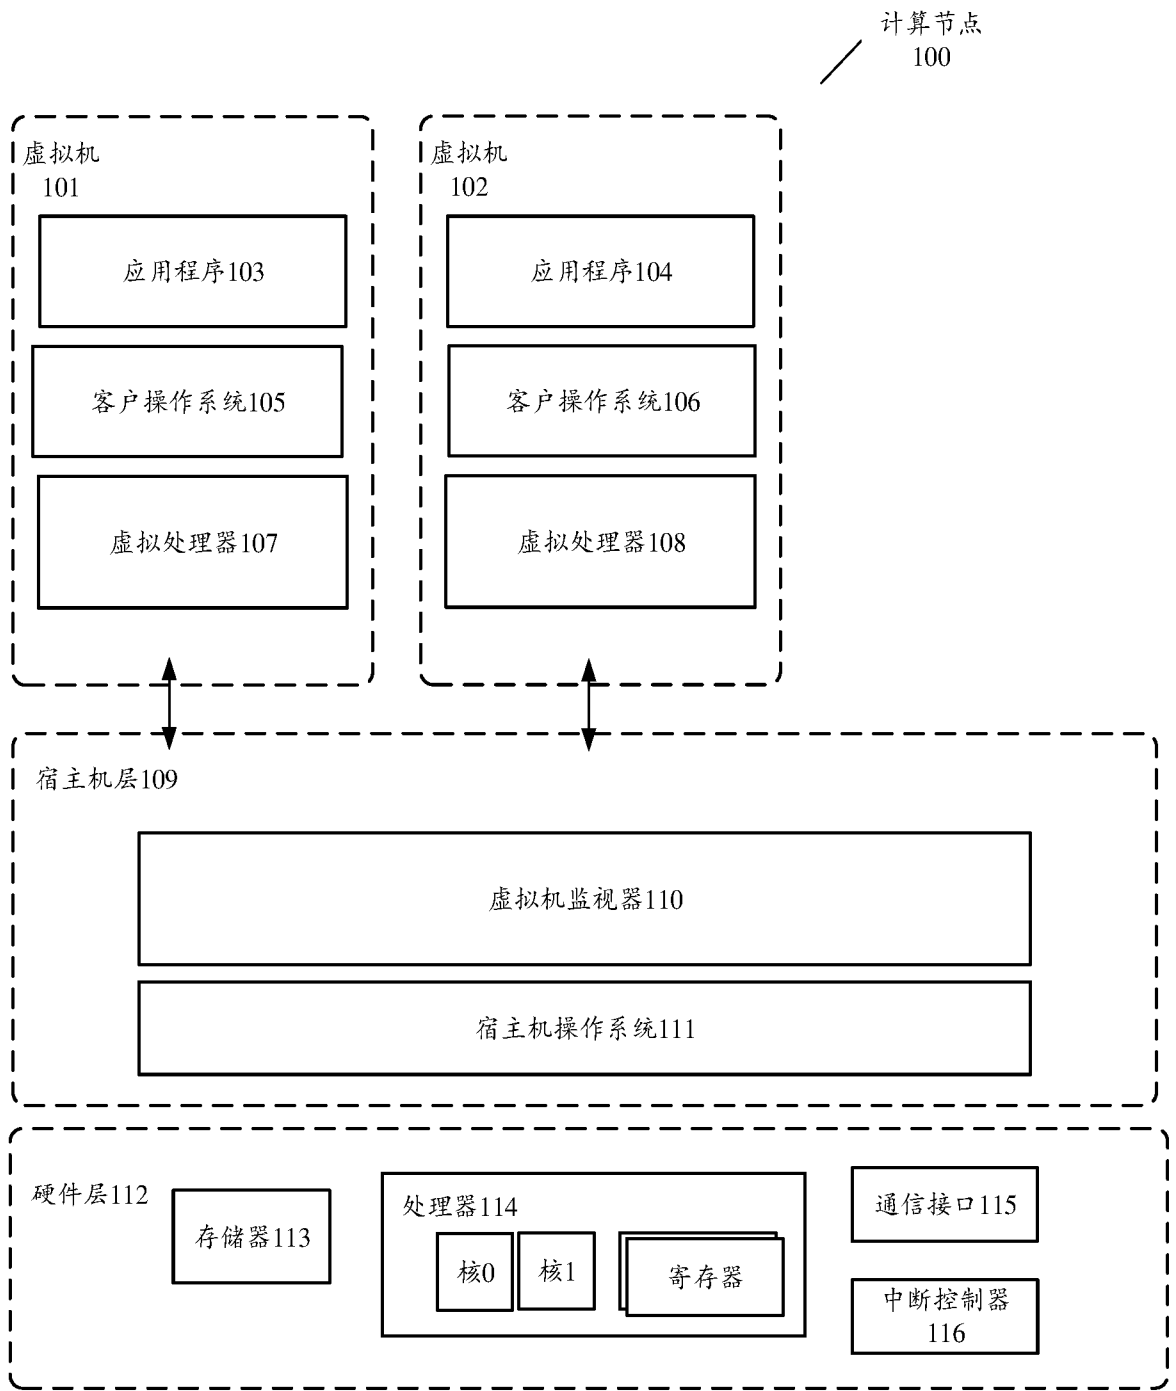 计算节点
100
虚拟机
101
虚拟机
102
应用程序103
应用程序104
客户操作系统105
客户操作系统106
虚拟处理器107
虚拟处理器108
宿主机层109
虚拟机监视器110
宿主机操作系统111
硬件层112
存储器113
处理器114
核0
核1
寄存器
通信接口115
中断控制器
116